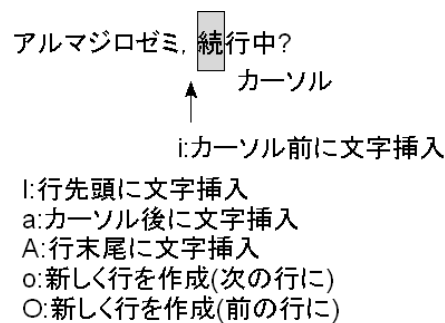 アルマジロゼミ, 続行中?
カーソル
i:カーソル前に文字挿入
I:行先頭に文字挿入
a:カーソル後に文字挿入
A:行末尾に文字挿入
o:新しく行を作成(次の行に)
O:新しく行を作成(前の行に)